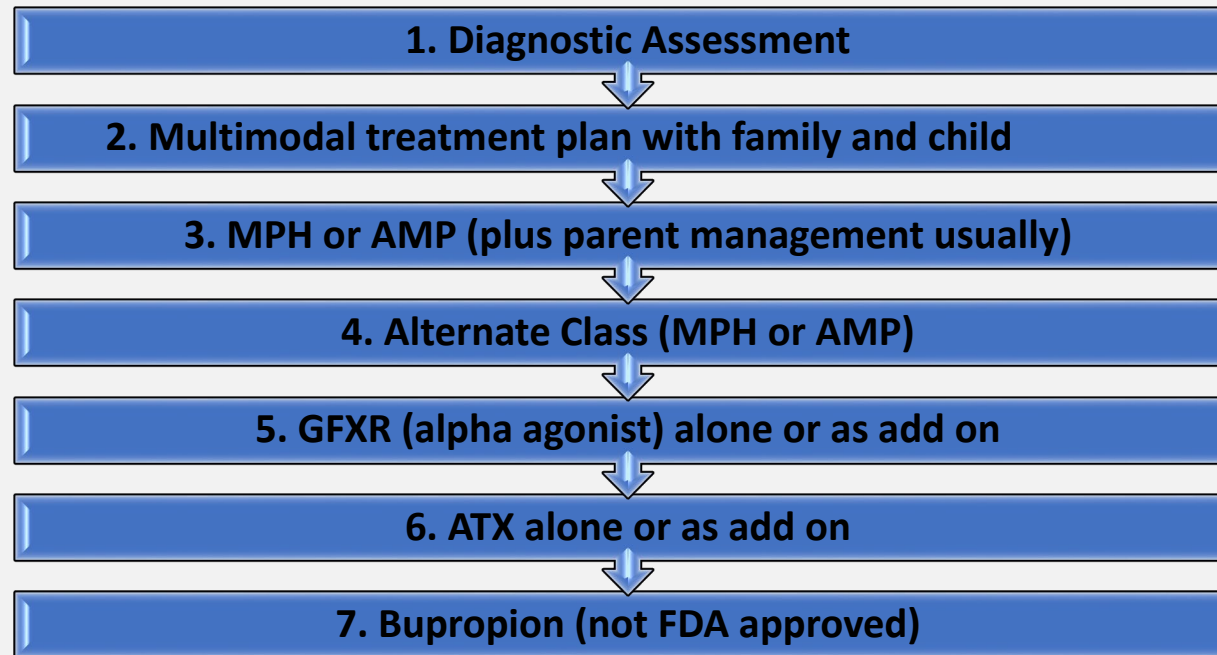 1. Diagnostic Assessment
2. Multimodal treatment plan with family and child
3. MPH or AMP (plus parent management usually)
4. Alternate Class (MPH or AMP)
5. GFXR (alpha agonist) alone or as add on
6. ATX alone or as add on
7. Bupropion (not FDA approved)